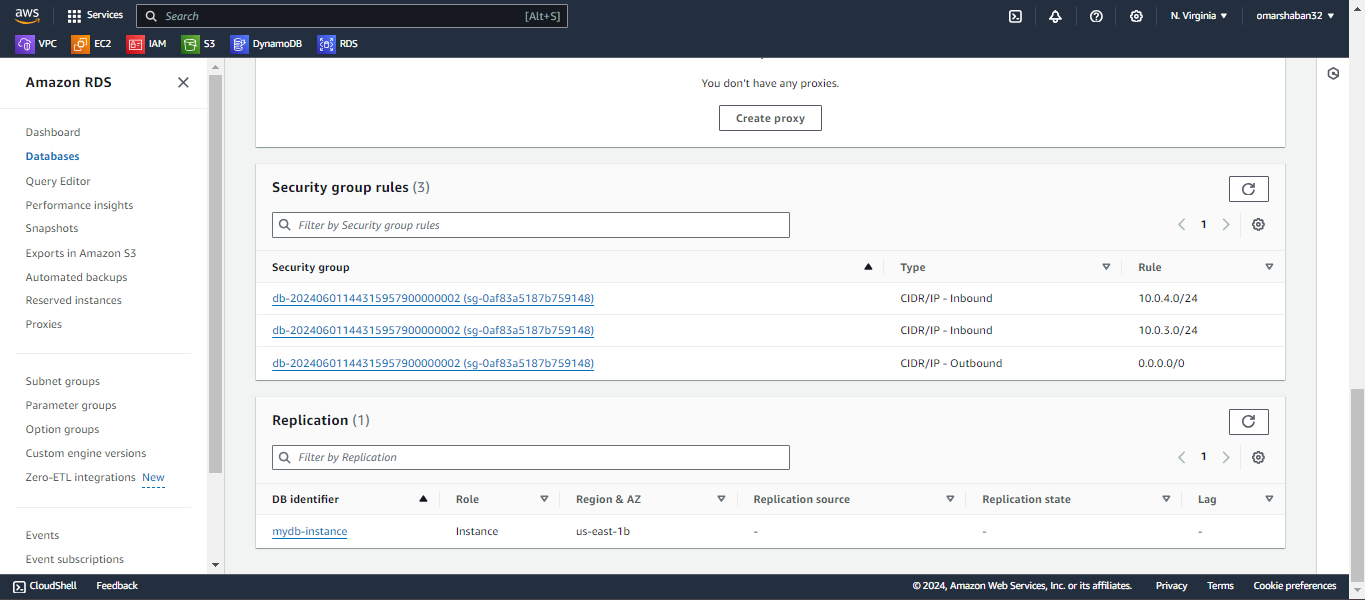 aws Services Search [Alt+S] N. Virginia omarshaban32
VPC EC2 IAM S3 DynamoDB RDS
Amazon RDS
Dashboard
Databases
Query Editor
Performance insights
Snapshots
Exports in Amazon S3
Automated backups
Reserved instances
Proxies
Subnet groups
Parameter groups
Option groups
Custom engine versions
Zero-ETL integrations New
Events
Event subscriptions
You don't have any proxies.
Create proxy
Security group rules (3)
Filter by Security group rules
1
Security group Type Rule
db-20240601144315957900000002 (sg-0af83a5187b759148) CIDR/IP - Inbound 10.0.4.0/24
db-20240601144315957900000002 (sg-0af83a5187b759148) CIDR/IP - Inbound 10.0.3.0/24
db-20240601144315957900000002 (sg-0af83a5187b759148) CIDR/IP - Outbound 0.0.0.0/0
Replication (1)
Filter by Replication
1
DB identifier Role Region & AZ Replication source Replication state Lag
mydb-instance Instance us-east-1b - - -
CloudShell Feedback © 2024, Amazon Web Services, Inc. or its affiliates. Privacy Terms Cookie preferences